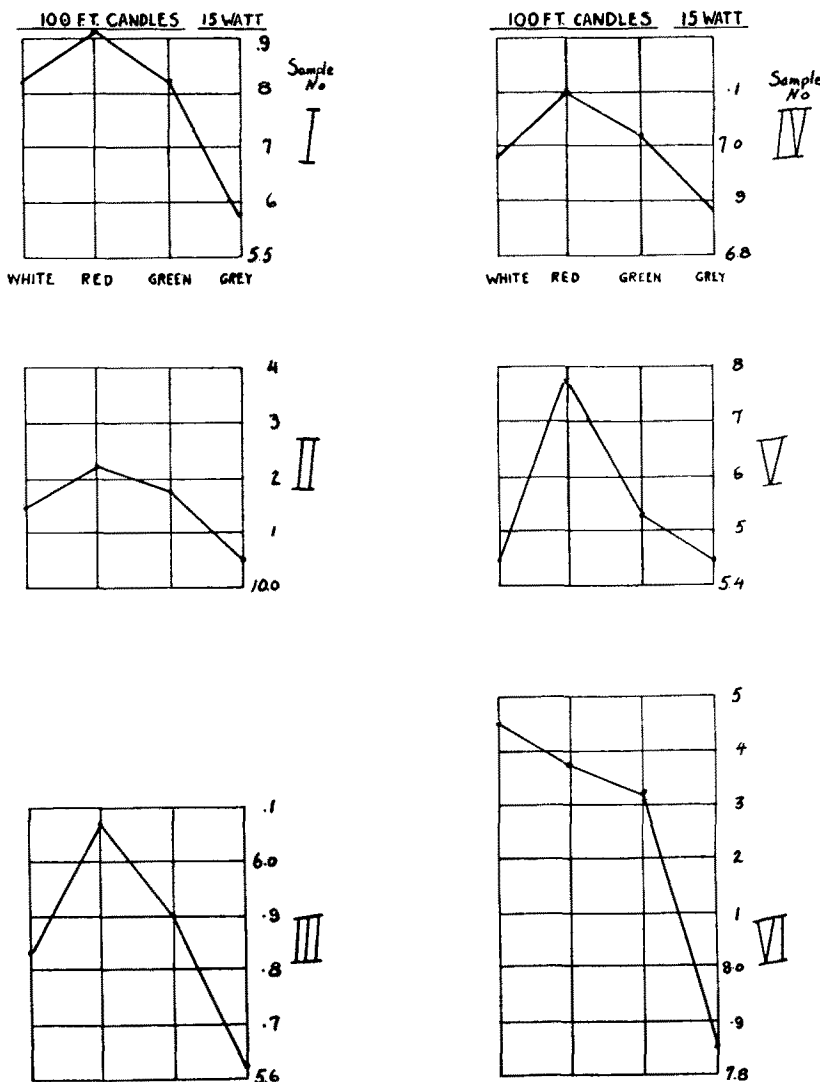 100 FT. CANDLES 15 WATT
.9
Sample
No
8
I
7
6
5.5
WHITE RED GREEN GREY
100 FT. CANDLES 15 WATT
Sample
No
.1
IV
7 0
9
6.8
WHITE RED GREEN GREY
4
3
2
II
1
10.0
8
7
6
V
5
5.4
.1
6.0
.9
III
.8
.7
5.6
5
4
3
2
1
VI
8.0
.9
7.8